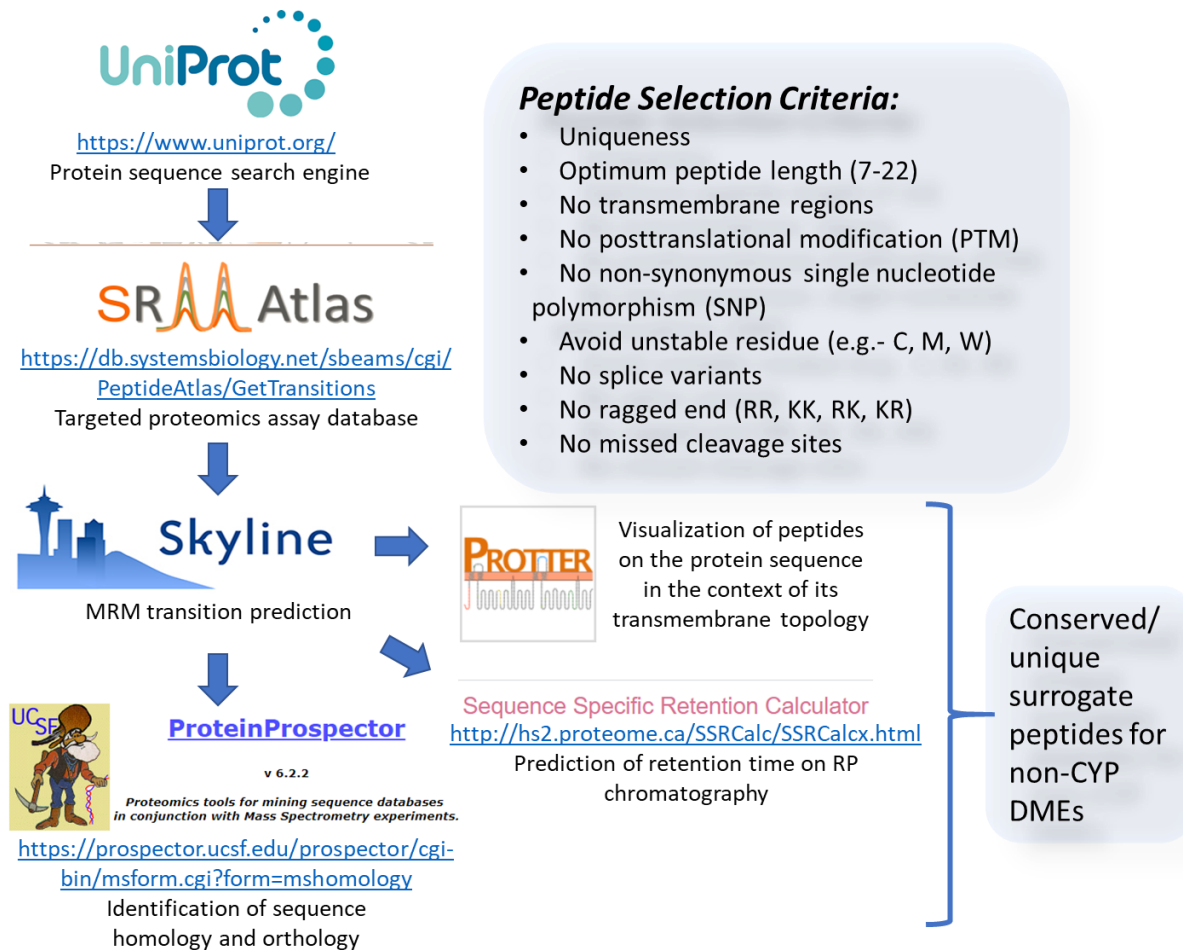 UniProt
https://www.uniprot.org/
Protein sequence search engine
SRM Atlas
https://db.systemsbiology.net/sbeams/cgi/
PeptideAtlas/GetTransitions
Targeted proteomics assay database
Skyline
MRM transition prediction
UCSF
ProteinProspector
v 6.2.2
Proteomics tools for mining sequence databases
in conjunction with Mass Spectrometry experiments.
https://prospector.ucsf.edu/prospector/cgi-
bin/msform.cgi?form=mshomology
Identification of sequence
homology and orthology
Peptide Selection Criteria:
• Uniqueness
• Optimum peptide length (7-22)
• No transmembrane regions
• No posttranslational modification (PTM)
• No non-synonymous single nucleotide
polymorphism (SNP)
• Avoid unstable residue (e.g.- C, M, W)
• No splice variants
• No ragged end (RR, KK, RK, KR)
• No missed cleavage sites
PROTTER
Visualization of peptides
on the protein sequence
in the context of its
transmembrane topology
Sequence Specific Retention Calculator
http://hs2.proteome.ca/SSRCalc/SSRCalcx.html
Prediction of retention time on RP
chromatography
Conserved/
unique
surrogate
peptides for
non-CYP
DMEs